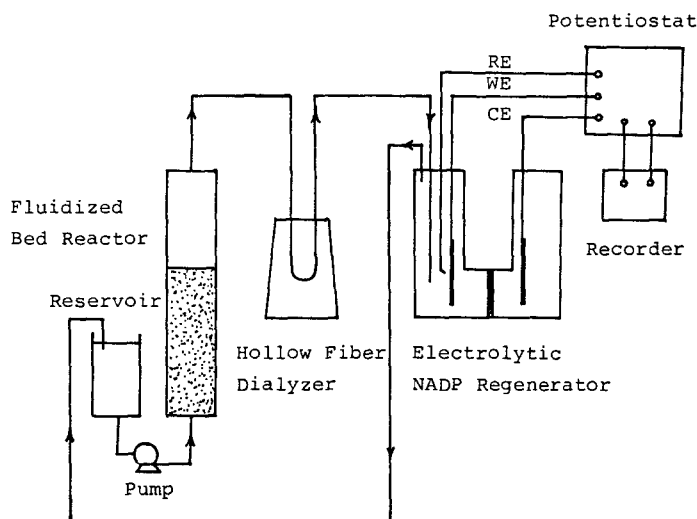 Potentiostat
RE
WE
CE
Fluidized
Bed Reactor
Recorder
Reservoir
Hollow Fiber
Dialyzer
Electrolytic
NADP Regenerator
Pump